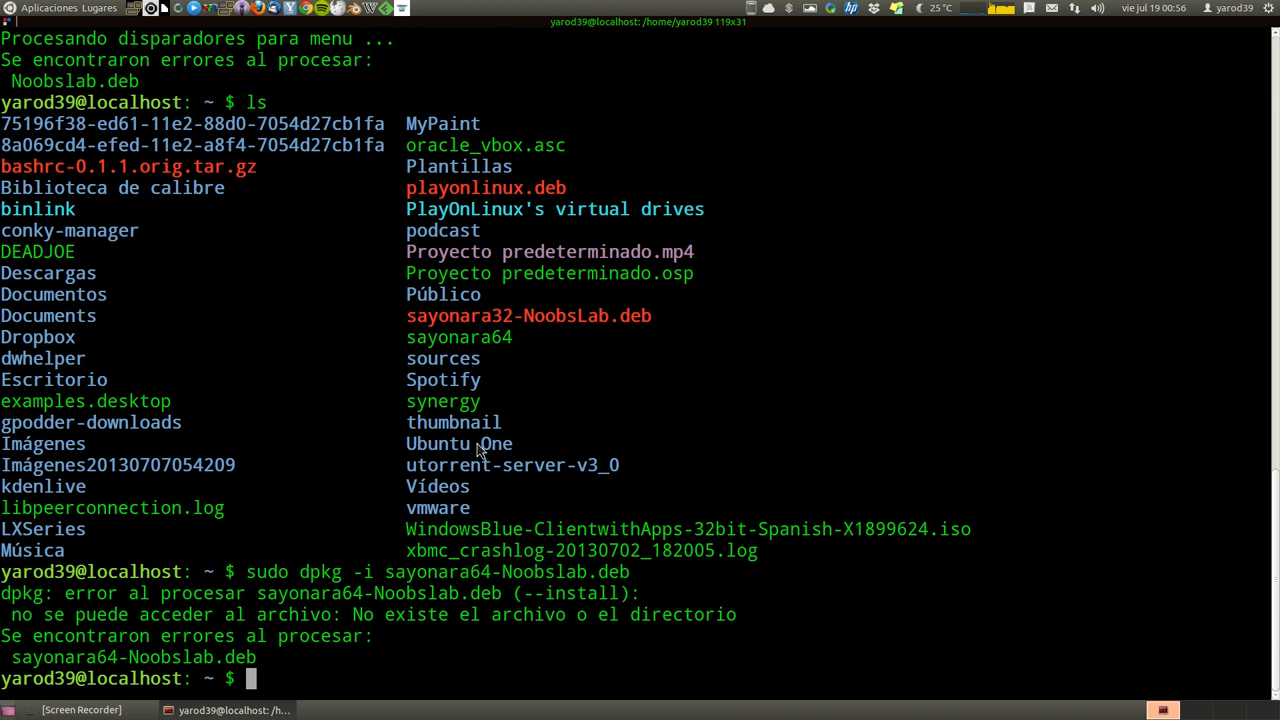 Aplicaciones Lugares
25 °C
vie jul 19 00:56
yarod39
yarod39@localhost: /home/yarod39 119x31
Procesando disparadores para menu ...
Se encontraron errores al procesar:
Noobslab.deb
yarod39@localhost: ~ $ ls
75196f38-ed61-11e2-88d0-7054d27cb1fa MyPaint
8a069cd4-efed-11e2-a8f4-7054d27cb1fa oracle_vbox.asc
bashrc-0.1.1.orig.tar.gz Plantillas
Biblioteca de calibre playonlinux.deb
binlink PlayOnLinux's virtual drives
conky-manager podcast
DEADJOE Proyecto predeterminado.mp4
Descargas Proyecto predeterminado.osp
Documentos Público
Documents sayonara32-NoobsLab.deb
Dropbox sayonara64
dwhelper sources
Escritorio Spotify
examples.desktop synergy
gpodder-downloads thumbnail
Imágenes Ubuntu One
Imágenes20130707054209 utorrent-server-v3_0
kdenlive Vídeos
libpeerconnection.log vmware
LXSeries WindowsBlue-ClientwithApps-32bit-Spanish-X1899624.iso
Música xbmc_crashlog-20130702_182005.log
yarod39@localhost: ~ $ sudo dpkg -i sayonara64-Noobslab.deb
dpkg: error al procesar sayonara64-Noobslab.deb (--install):
no se puede acceder al archivo: No existe el archivo o el directorio
Se encontraron errores al procesar:
sayonara64-Noobslab.deb
yarod39@localhost: ~ $
[Screen Recorder]
yarod39@localhost: /h...